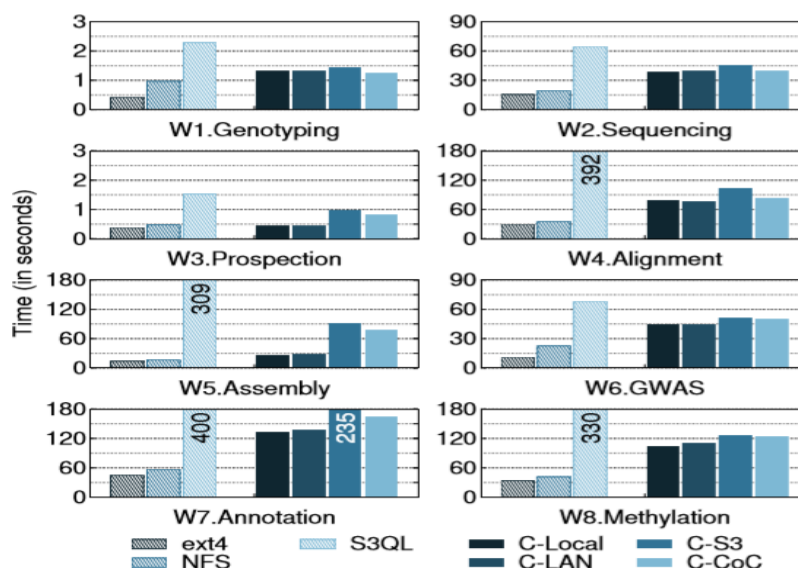 3 90
2 60
1 30
0 0
W1.Genotyping W2.Sequencing
3 180
2 120 392
1 60
0 0
W3.Prospection W4.Alignment
Time (in seconds)
180 90
120 309 60
60 30
0 0
W5.Assembly W6.GWAS
180 180
120 400 235 120 330
60 60
0 0
W7.Annotation W8.Methylation
ext4 S3QL C-Local C-S3
NFS C-LAN C-CoC